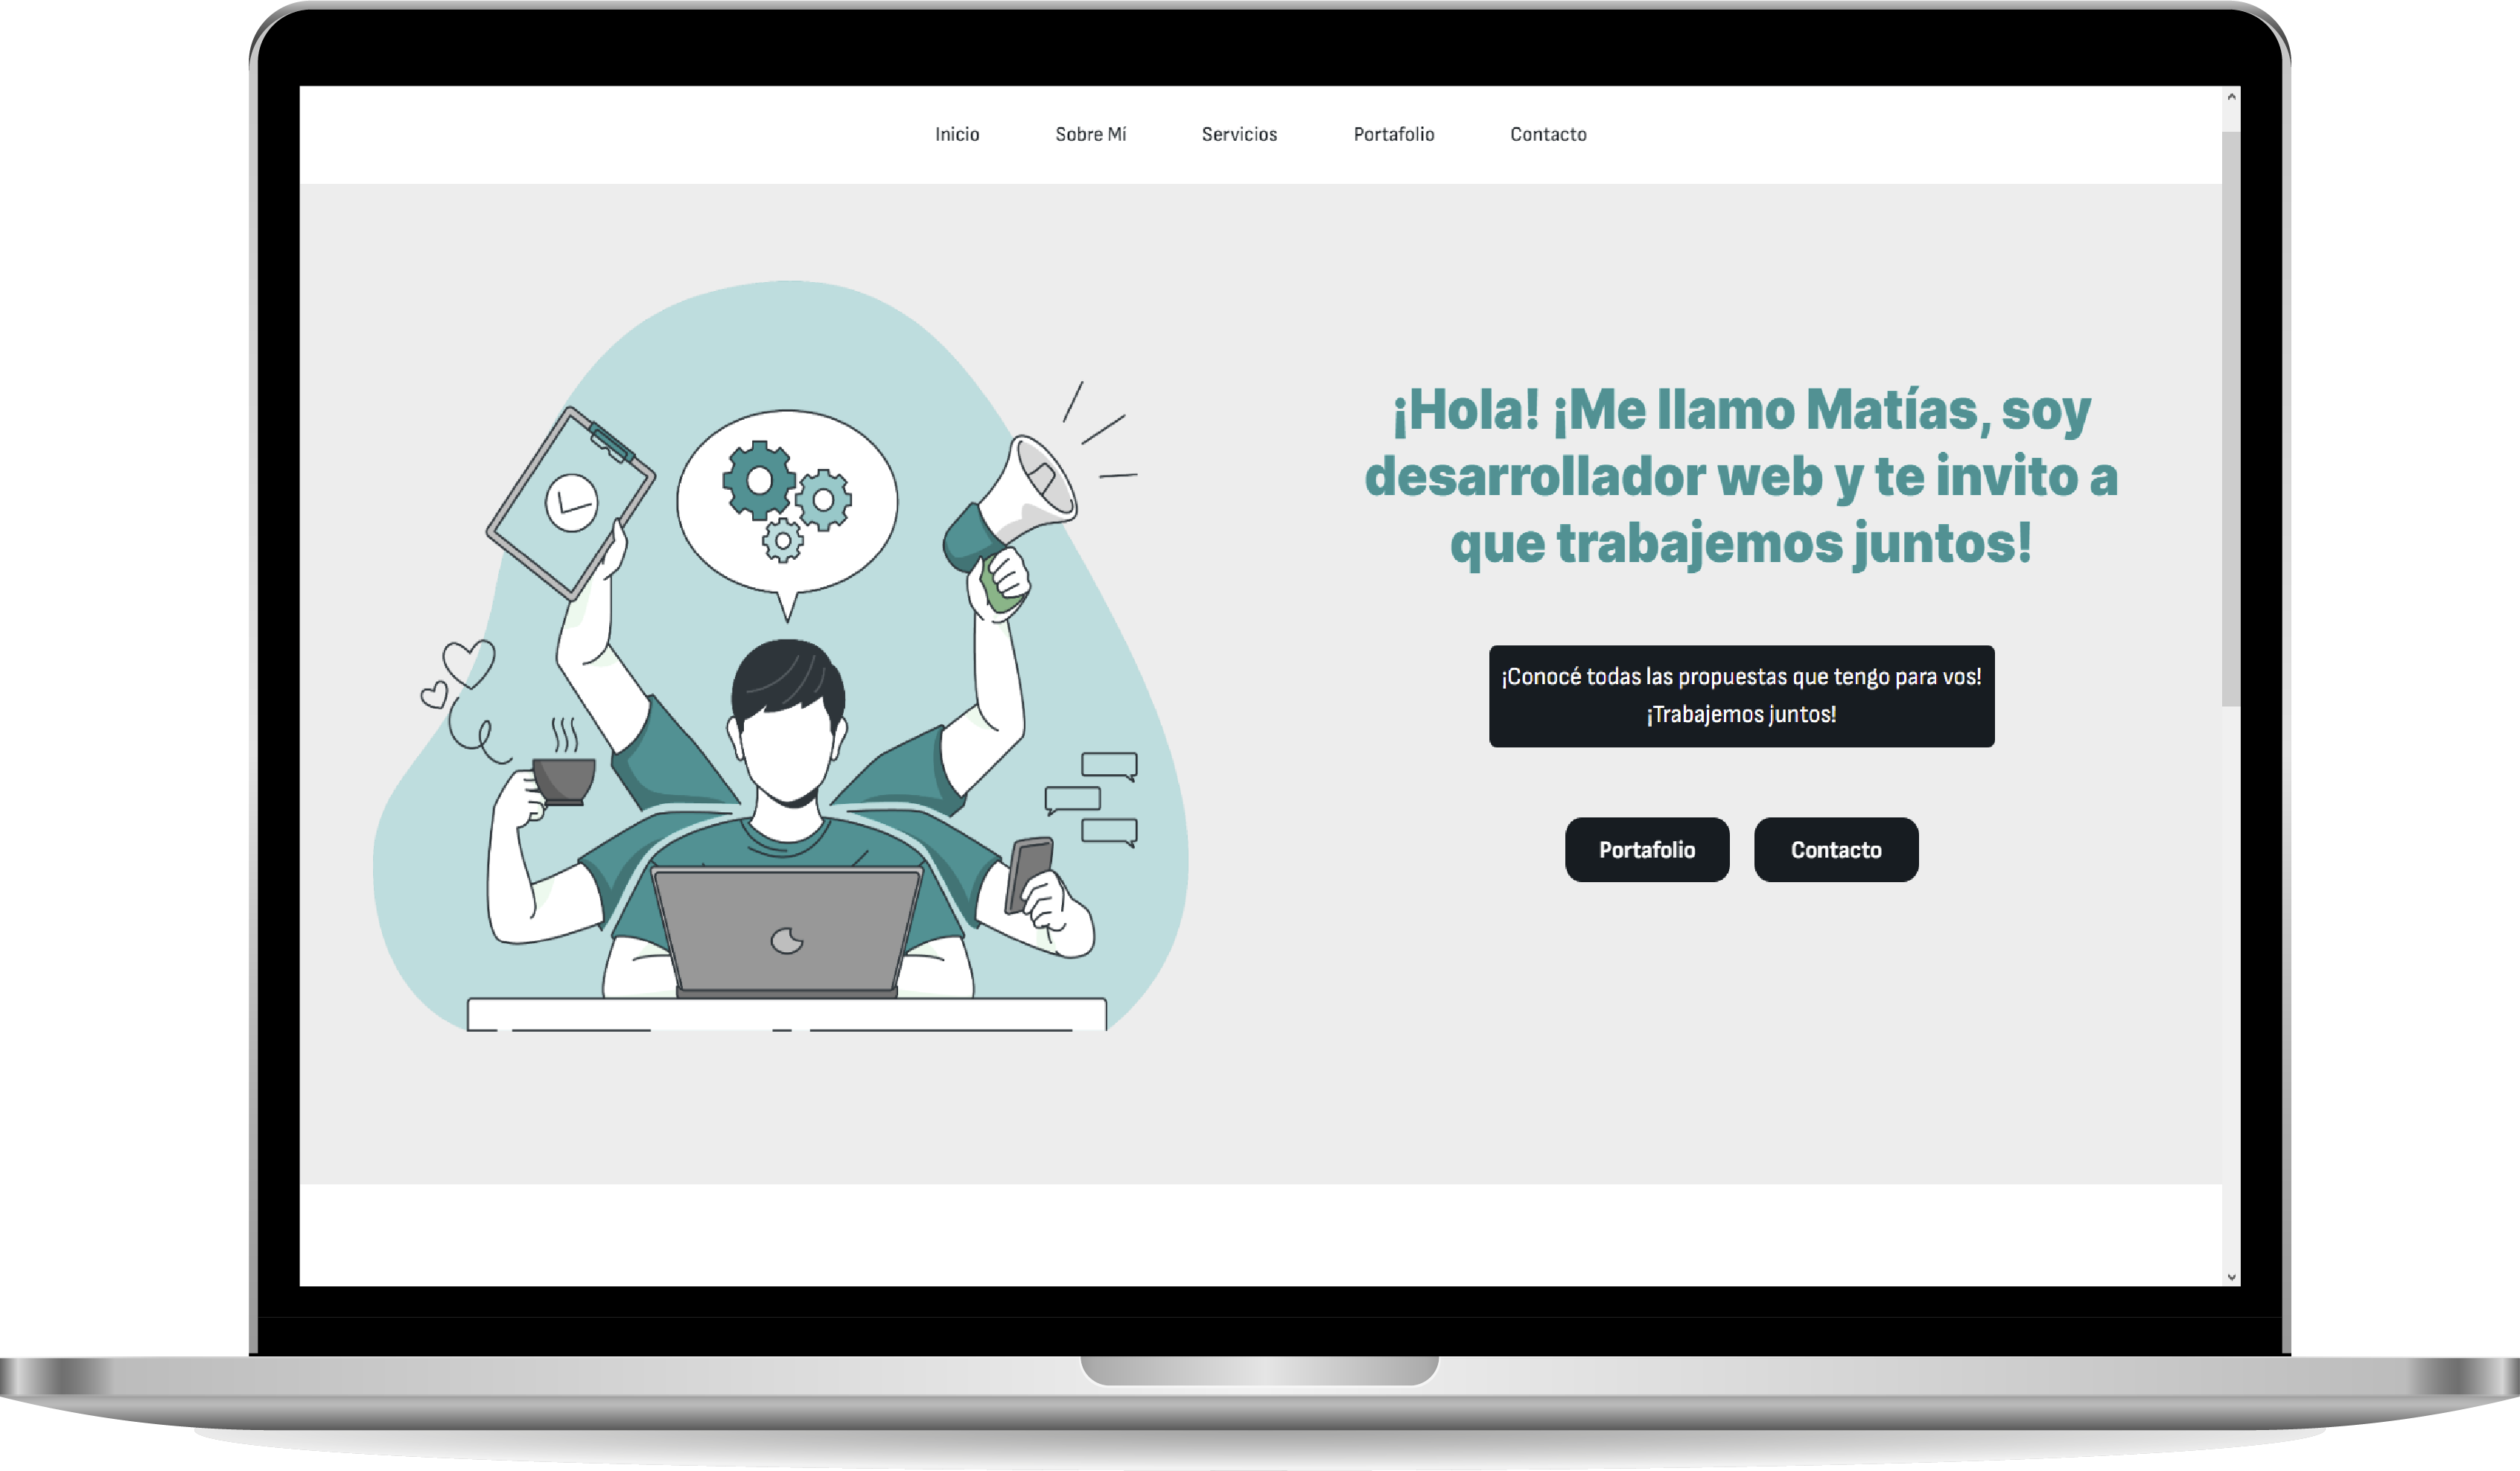 Inicio Sobre Mí Servicios Portafolio Contacto
¡Hola! ¡Me llamo Matías, soy
desarrollador web y te invito a
que trabajemos juntos!
¡Conocé todas las propuestas que tengo para vos!
¡Trabajemos juntos!
Portafolio Contacto